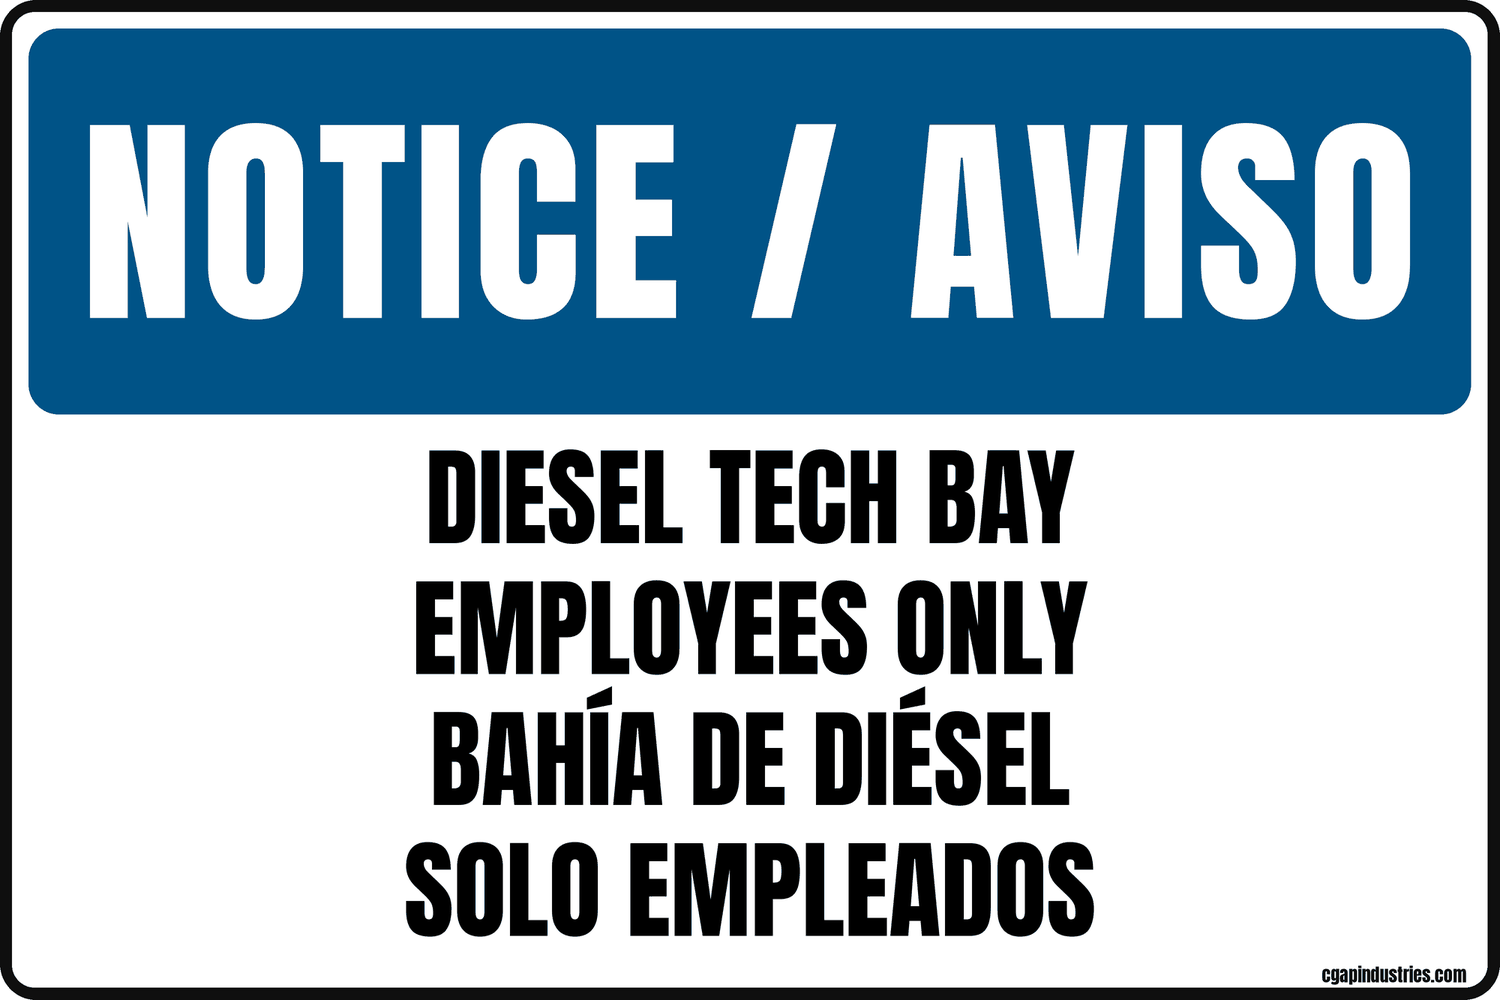 NOTICE / AVISO
DIESEL TECH BAY
EMPLOYEES ONLY
BAHÍA DE DIÉSEL
SOLO EMPLEADOS
cgapindustries.com